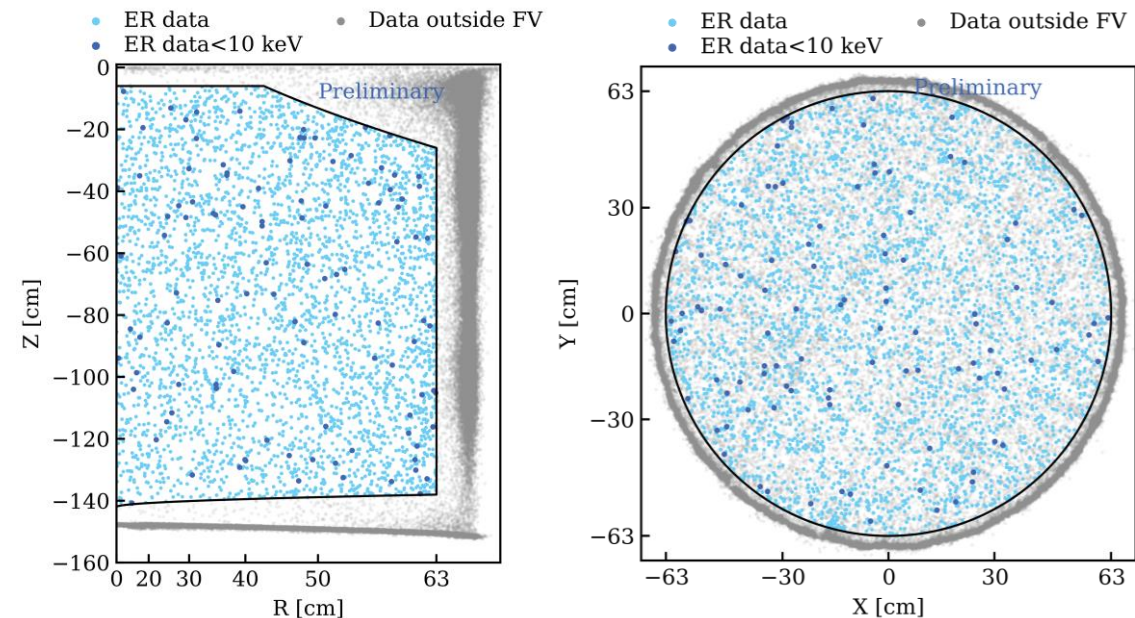 ER data
Data outside FV
ER data<10 keV
Preliminary
0
−20
−40
−60
−80
−100
−120
−140
−160
Z [cm]
0 20 30 40 50 63
R [cm]
ER data
Data outside FV
ER data<10 keV
Preliminary
63
30
0
−30
−63
Y [cm]
−63 −30 0 30 63
X [cm]